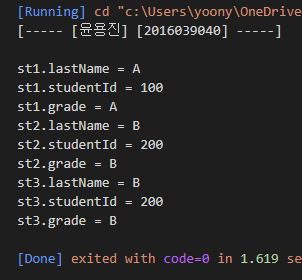 [Running] cd "c:\Users\yoony\OneDrive
[----- [윤용진] [2016039040] -----]
st1.lastName = A
st1.studentId = 100
st1.grade = A
st2.lastName = B
st2.studentId = 200
st2.grade = B
st3.lastName = B
st3.studentId = 200
st3.grade = B
[Done] exited with code=0 in 1.619 se